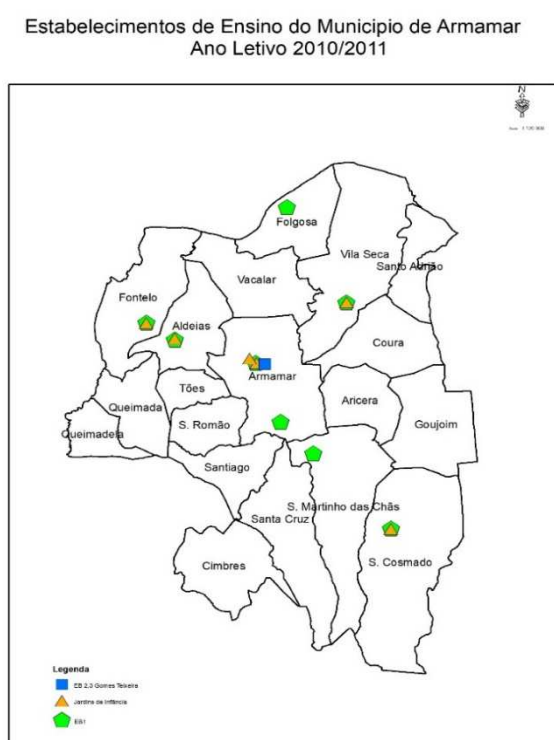 Estabelecimentos de Ensino do Municipio de Armamar
Ano Letivo 2010/2011
N
Folgosa
Vila Seca
Santo Adrião
Vacalar
Fontelo
Aldeias
Coura
Armamar
Tões
Aricera
Queimada
Goujoim
S. Romão
Queimadela
Santiago
S. Martinho das Chãs
Santa Cruz
Cimbres
S. Cosmado
Legenda
EB 2,3 Gomes Teixeira
Jardins de Infância
EB1